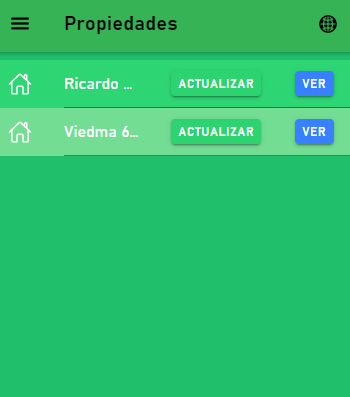 Propiedades
Ricardo ... ACTUALIZAR VER
Viedma 6... ACTUALIZAR VER